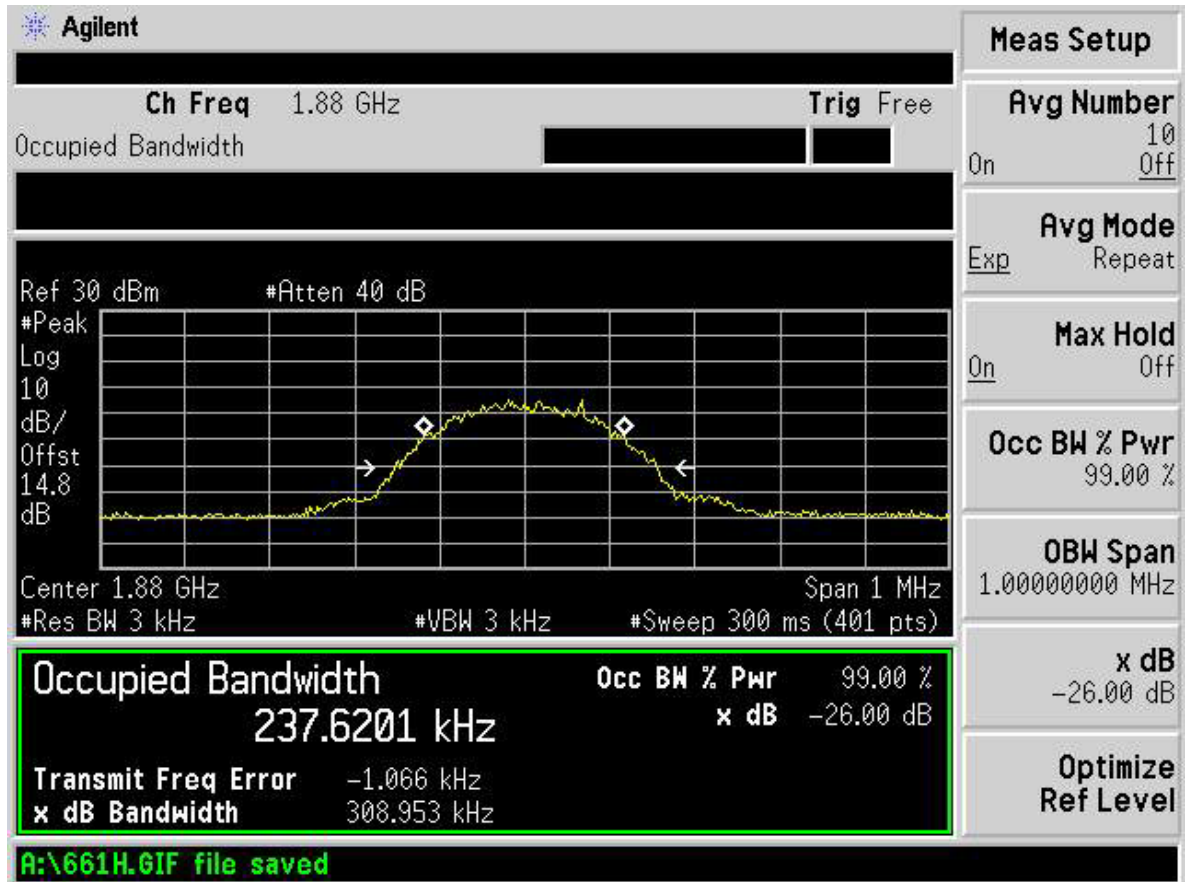 Agilent
Ch Freq 1.88 GHz Trig Free
Occupied Bandwidth
Ref 30 dBm #Atten 40 dB
#Peak
Log
10
dB/
Offst
14.8
dB
Center 1.88 GHz Span 1 MHz
#Res BW 3 kHz #VBW 3 kHz #Sweep 300 ms (401 pts)
Occupied Bandwidth Occ BW % Pwr 99.00 %
237.6201 kHz x dB -26.00 dB
Transmit Freq Error -1.066 kHz
x dB Bandwidth 308.953 kHz
A:\661H.GIF file saved
Meas Setup
Avg Number
10
On Off
Avg Mode
Exp Repeat
Max Hold
On Off
Occ BW % Pwr
99.00 %
OBW Span
1.00000000 MHz
x dB
-26.00 dB
Optimize
Ref Level